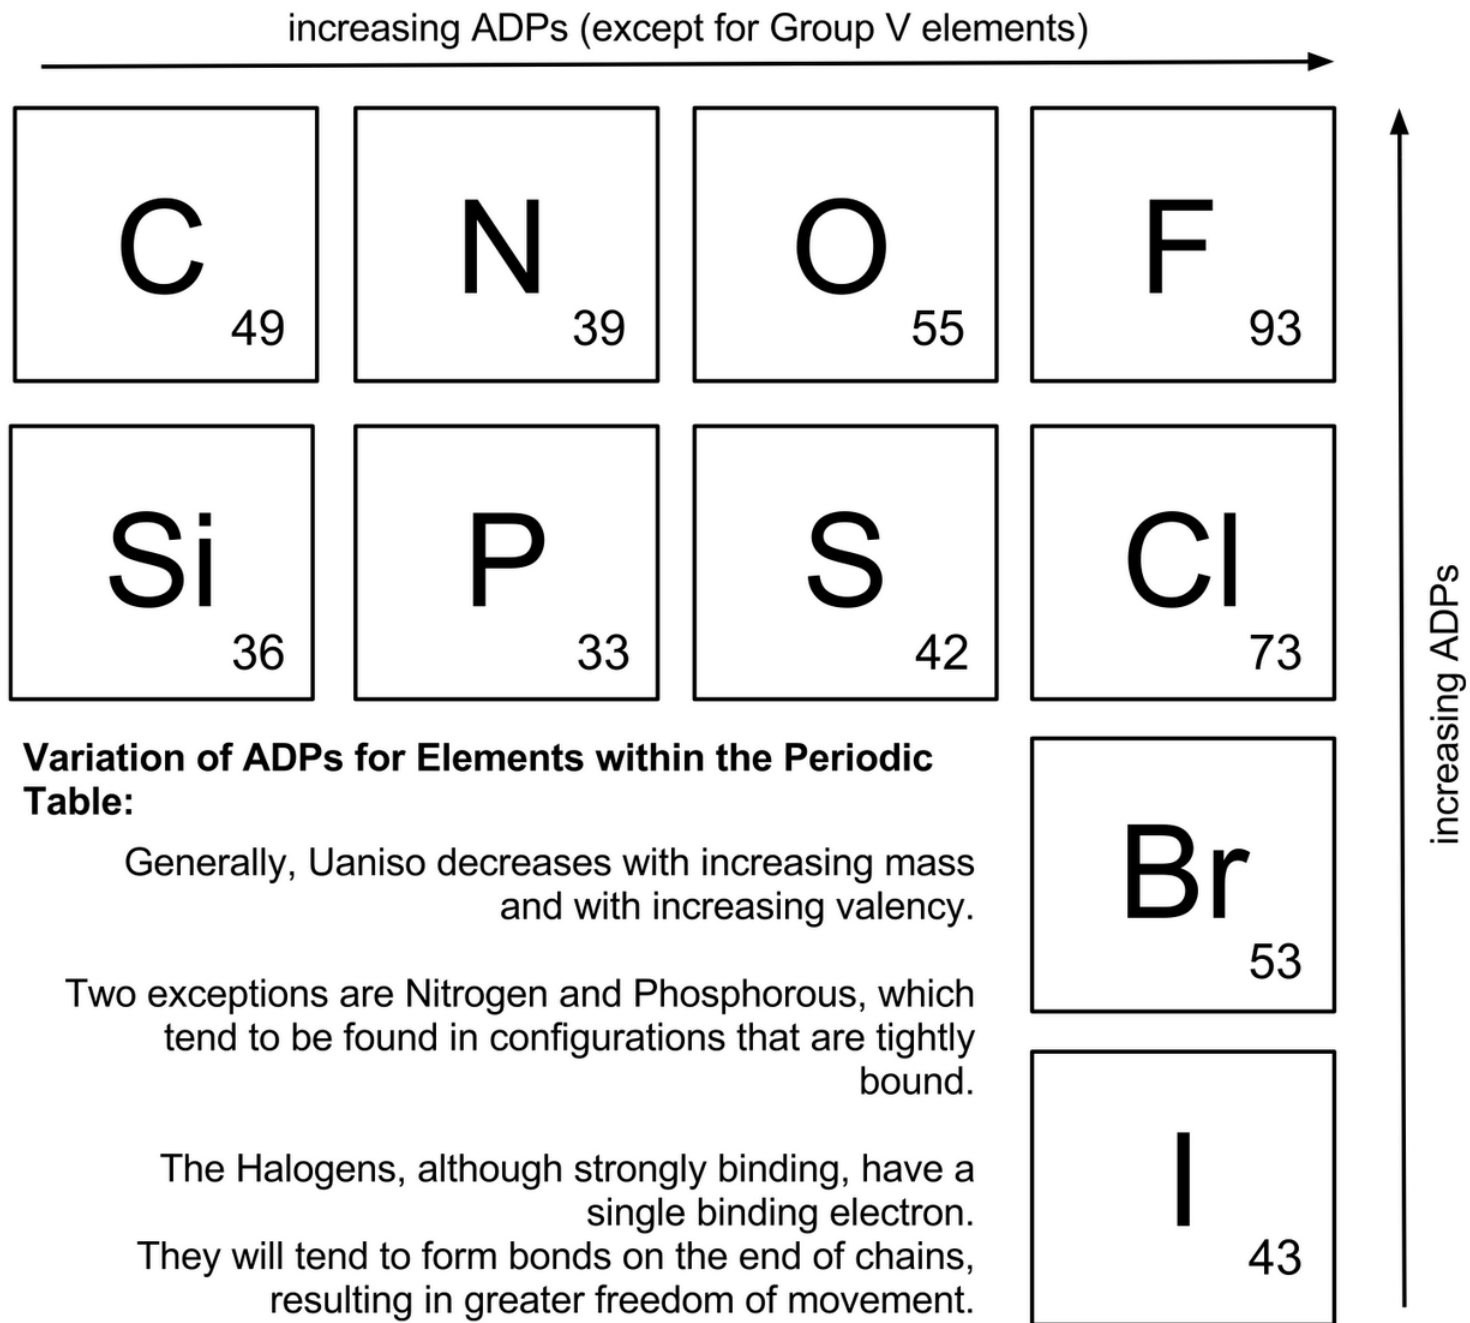 increasing ADPs (except for Group V elements)
C
49
N
39
O
55
F
93
Si
36
P
33
S
42
Cl
73
Variation of ADPs for Elements within the Periodic
Table:
Generally, Uaniso decreases with increasing mass
and with increasing valency.
Two exceptions are Nitrogen and Phosphorous, which
tend to be found in configurations that are tightly
bound.
The Halogens, although strongly binding, have a
single binding electron.
They will tend to form bonds on the end of chains,
resulting in greater freedom of movement.
Br
53
I
43
increasing ADPs